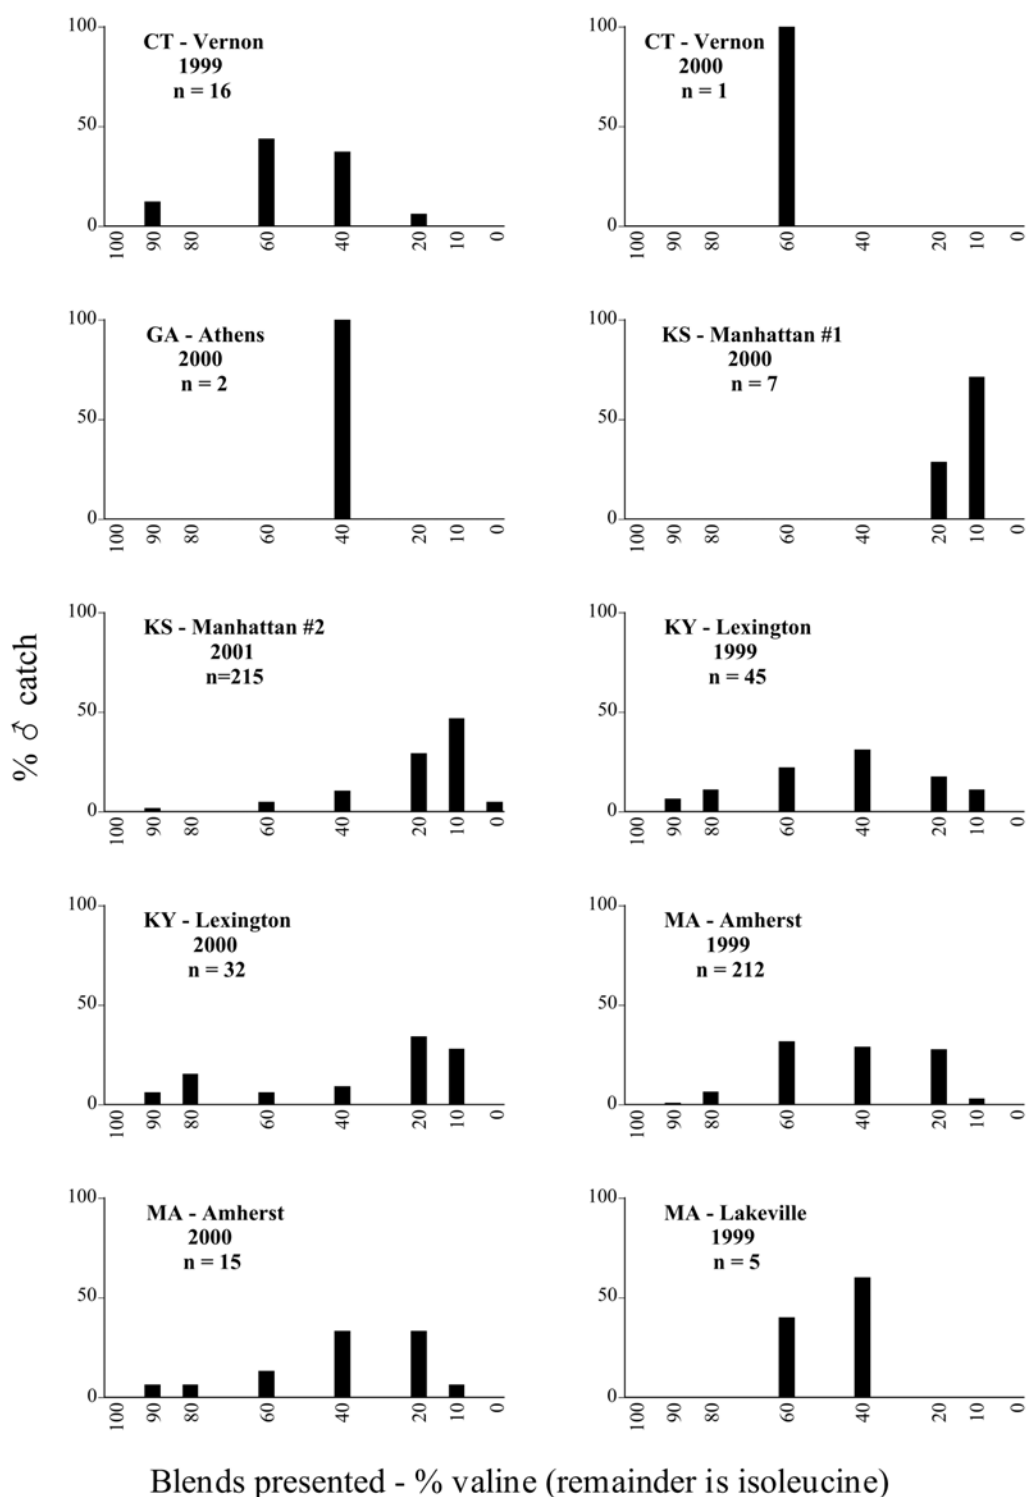 100
50
0
CT - Vernon
1999
n = 16
100 90 80 60 40 20 10 0
100
50
0
CT - Vernon
2000
n = 1
100 90 80 60 40 20 10 0
100
50
0
GA - Athens
2000
n = 2
100 90 80 60 40 20 10 0
100
50
0
KS - Manhattan #1
2000
n = 7
100 90 80 60 40 20 10 0
% ♂ catch
100
50
0
KS - Manhattan #2
2001
n=215
100 90 80 60 40 20 10 0
100
50
0
KY - Lexington
1999
n = 45
100 90 80 60 40 20 10 0
100
50
0
KY - Lexington
2000
n = 32
100 90 80 60 40 20 10 0
100
50
0
MA - Amherst
1999
n = 212
100 90 80 60 40 20 10 0
100
50
0
MA - Amherst
2000
n = 15
100 90 80 60 40 20 10 0
100
50
0
MA - Lakeville
1999
n = 5
100 90 80 60 40 20 10 0
Blends presented - % valine (remainder is isoleucine)